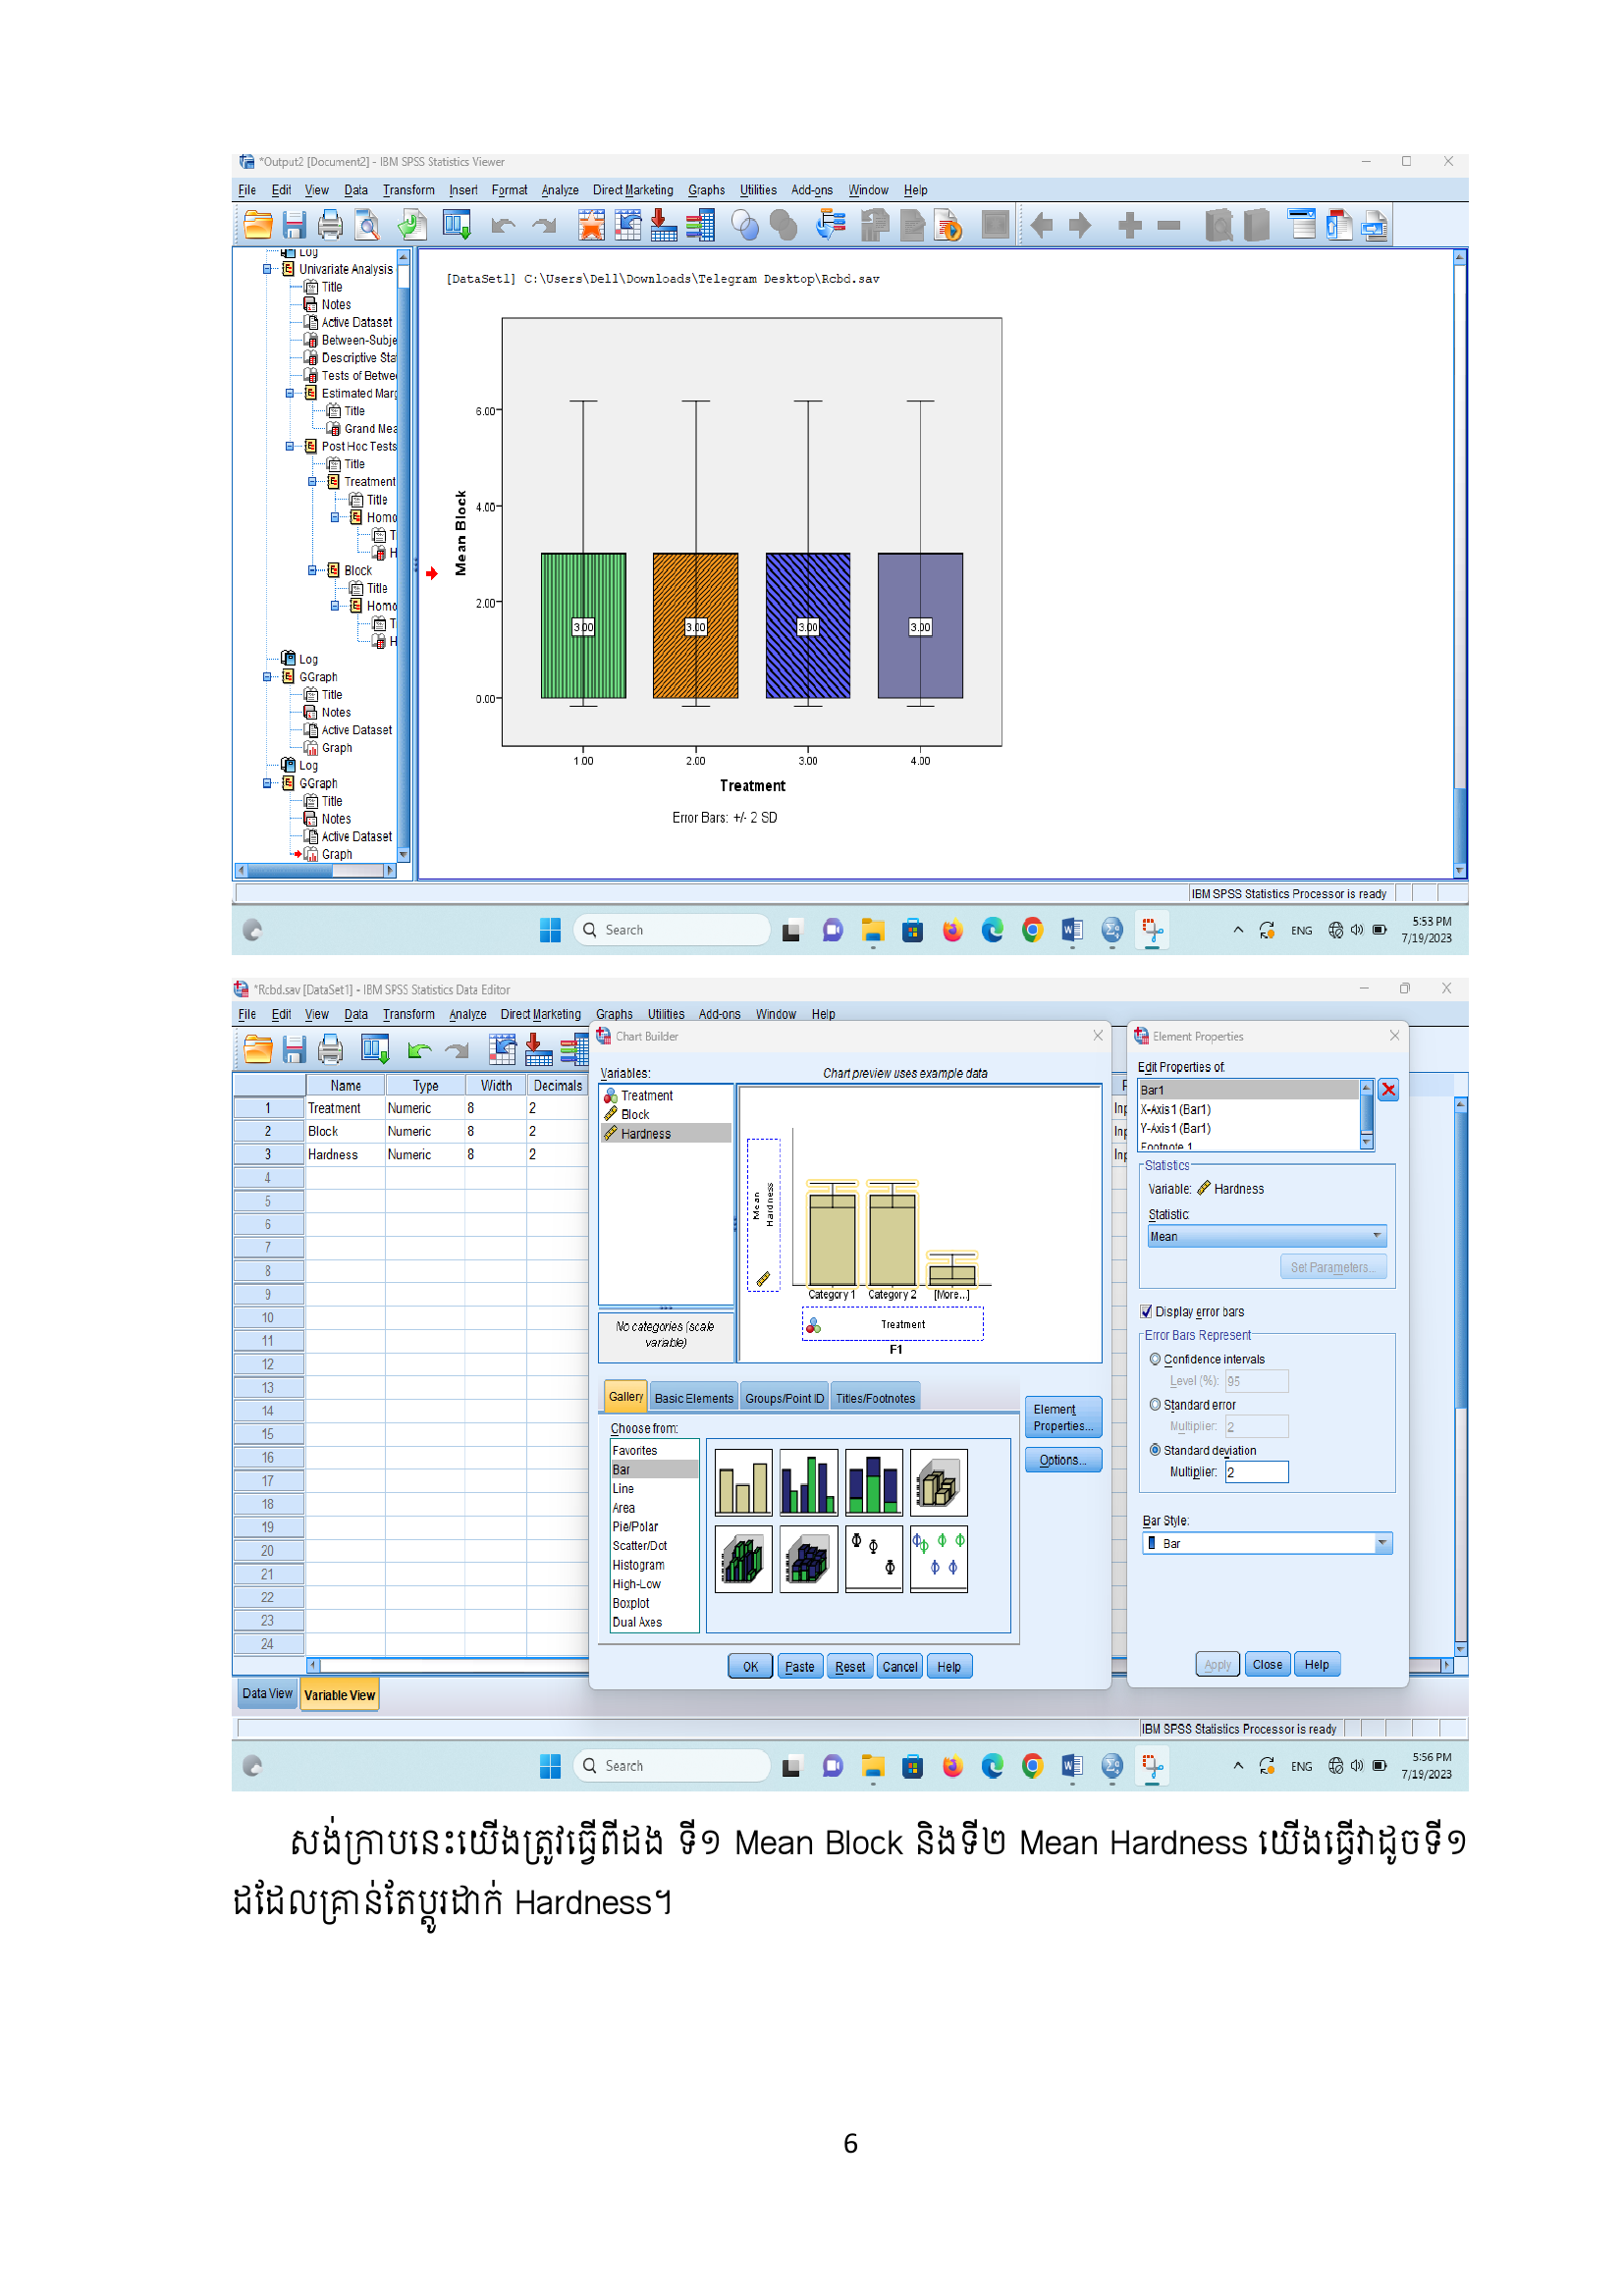 *Output2 [Document2] - IBM SPSS Statistics Viewer
File Edit View Data Transform Insert Format Analyze Direct Marketing Graphs Utilities Add-ons Window Help
Log
Univariate Analysis
Title
Notes
Active Dataset
Between-Subje
Descriptive Sta
Tests of Betwe
Estimated Marg
Title
Grand Mea
Post Hoc Tests
Title
Treatment
Title
Homo
Block
Title
Homo
Log
GGraph
Title
Notes
Active Dataset
Graph
Log
GGraph
Title
Notes
Active Dataset
Graph
[DataSet1] C:\Users\Dell\Downloads\Telegram Desktop\Rcbd.sav
Mean Block
6.00
4.00
2.00
0.00
3.00 3.00 3.00 3.00
1.00 2.00 3.00 4.00
Treatment
Error Bars: +/- 2 SD
IBM SPSS Statistics Processor is ready
Search
ENG
5:53 PM
7/19/2023
*Rcbd.sav [DataSet1] - IBM SPSS Statistics Data Editor
File Edit View Data Transform Analyze Direct Marketing Graphs Utilities Add-ons Window Help
Name Type Width Decimals
1 Treatment Numeric 8 2
2 Block Numeric 8 2
3 Hardness Numeric 8 2
4
5
6
7
8
9
10
11
12
13
14
15
16
17
18
19
20
21
22
23
24
Data View Variable View
Chart Builder
Variables:
Treatment
Block
Hardness
No categories (scale
variable)
Chart preview uses example data
Mean
Hardness
Category 1 Category 2 [More...]
Treatment
F1
Gallery Basic Elements Groups/Point ID Titles/Footnotes
Choose from:
Favorites
Bar
Line
Area
Pie/Polar
Scatter/Dot
Histogram
High-Low
Boxplot
Dual Axes
Element
Properties...
Options...
OK Paste Reset Cancel Help
Element Properties
Edit Properties of:
Bar1
X-Axis1 (Bar1)
Y-Axis1 (Bar1)
Footnote 1
Statistics
Variable: Hardness
Statistic:
Mean
Set Parameters...
Display error bars
Error Bars Represent
Confidence intervals
Level (%): 95
Standard error
Multiplier: 2
Standard deviation
Multiplier: 2
Bar Style:
Bar
Apply Close Help
IBM SPSS Statistics Processor is ready
Search
ENG
5:56 PM
7/19/2023
សង់ក្រាបនេះយើងត្រូវធ្វើពីដង ទី១ Mean Block និងទី២ Mean Hardness យើងធ្វើវាដូចទី១
ដដែលគ្រាន់តែប្តូរដាក់ Hardness។
6